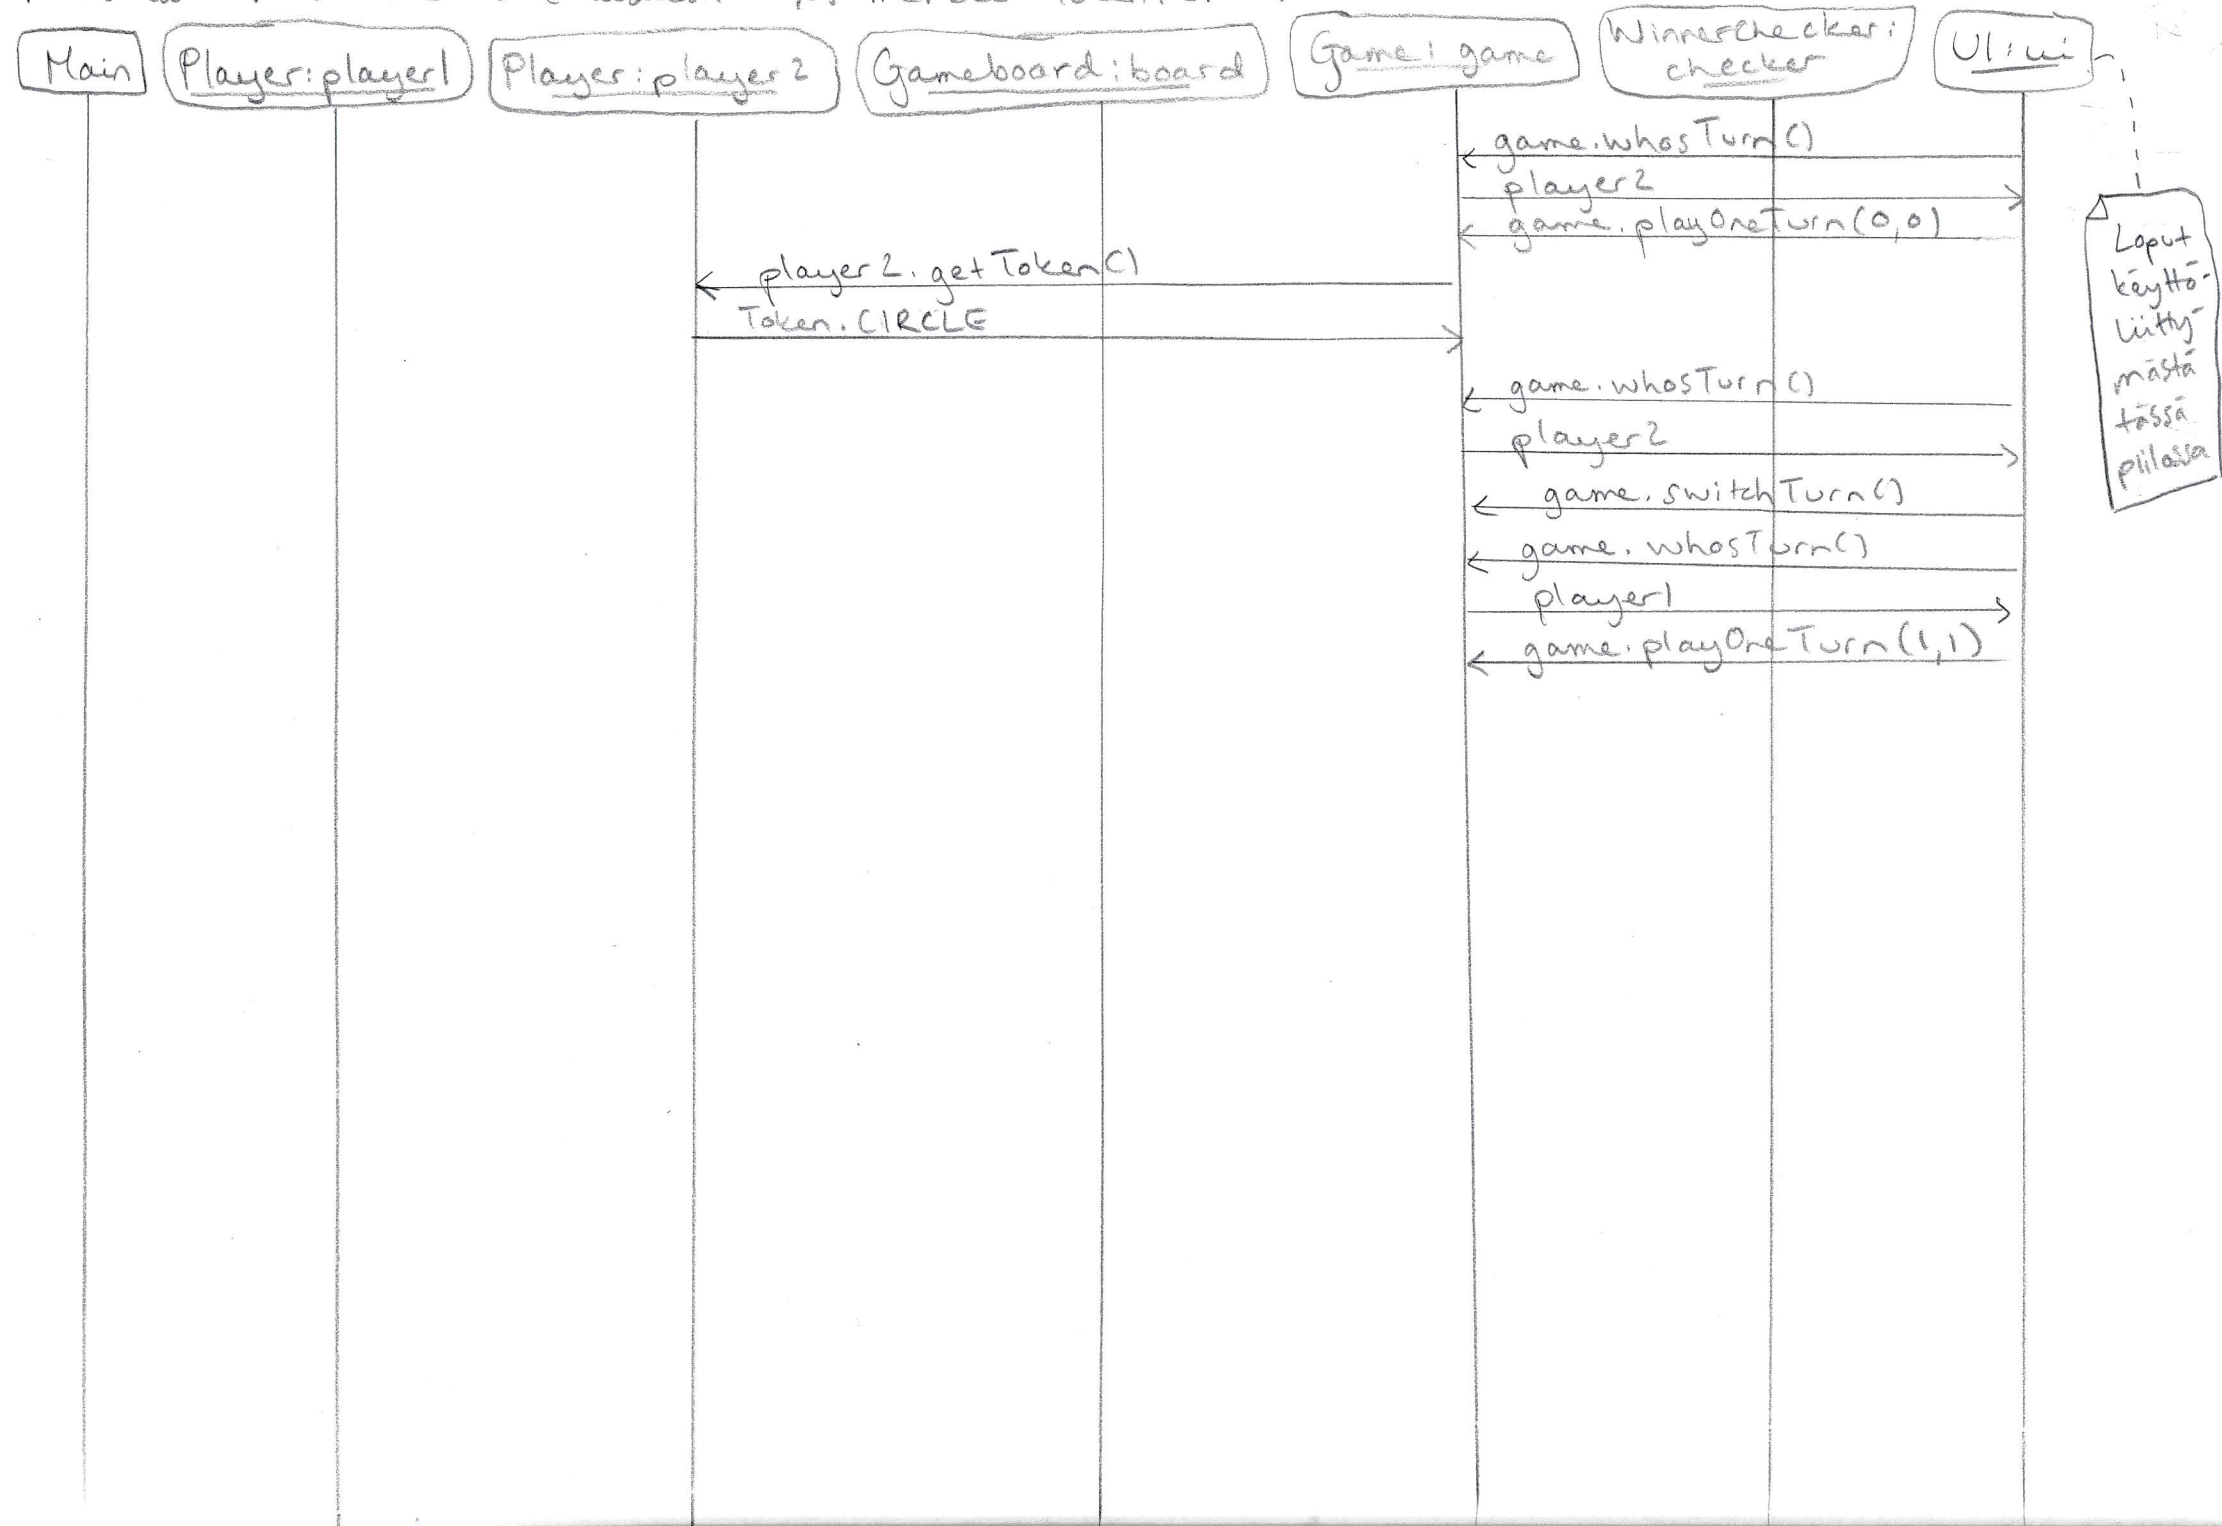 Main
Player:player1
Player:player2
Gameboard:board
Game: game
Winnerchecker:
checker
UI:ui
game.whosTurn()
player2
game.playOneTurn(0,0)
player2.getToken()
Token.CIRCLE
game.whosTurn()
player2
game.switchTurn()
game.whosTurn()
player1
game.playOneTurn(1,1)
Loput
käyttö-
liitty-
mästä
tässä
piilossa